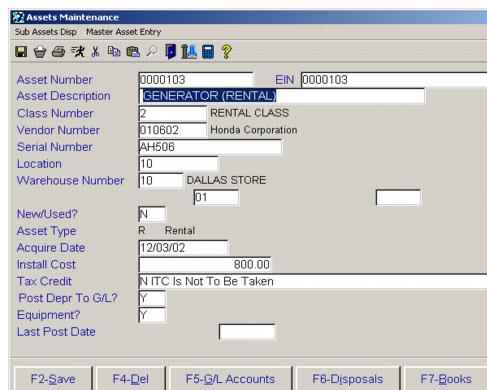 Assets Maintenance
Sub Assets Disp Master Asset Entry
Asset Number 0000103 EIN 0000103
Asset Description GENERATOR (RENTAL)
Class Number 2 RENTAL CLASS
Vendor Number 010602 Honda Corporation
Serial Number AH506
Location 10
Warehouse Number 10 DALLAS STORE
01
New/Used? N
Asset Type R Rental
Acquire Date 12/03/02
Install Cost 800.00
Tax Credit N ITC Is Not To Be Taken
Post Depr To G/L? Y
Equipment? Y
Last Post Date
F2-Save F4-Del F5-G/L Accounts F6-Disposals F7-Books